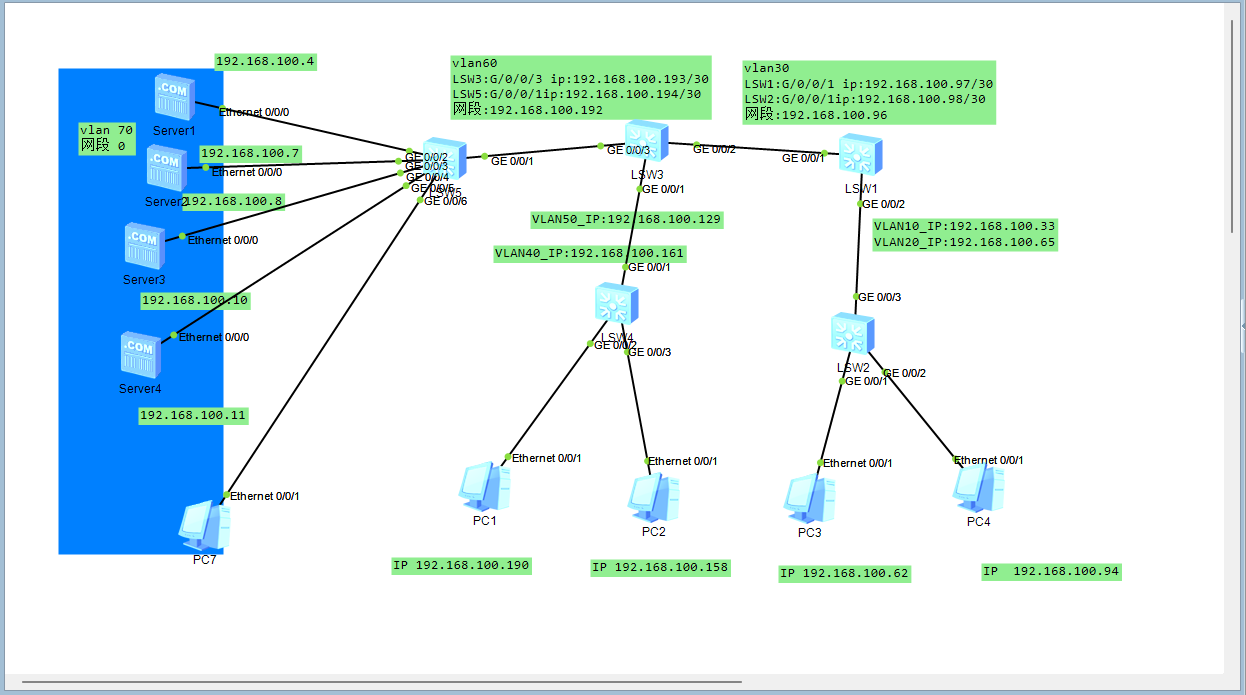 192.168.100.4
Ethernet 0/0/0
Server1
vlan 70
网段 0
192.168.100.7
Ethernet 0/0/0
Server2
192.168.100.8
Ethernet 0/0/0
Server3
192.168.100.10
Ethernet 0/0/0
Server4
192.168.100.11
Ethernet 0/0/1
PC7
GE 0/0/2
GE 0/0/3
GE 0/0/4
GE 0/0/5
LSW5
GE 0/0/6
GE 0/0/1
vlan60
LSW3:G/0/0/3 ip:192.168.100.193/30
LSW5:G/0/0/1ip:192.168.100.194/30
网段:192.168.100.192
GE 0/0/3
GE 0/0/2
LSW3
GE 0/0/1
vlan30
LSW1:G/0/0/1 ip:192.168.100.97/30
LSW2:G/0/0/1ip:192.168.100.98/30
网段:192.168.100.96
GE 0/0/1
LSW1
GE 0/0/2
VLAN10_IP:192.168.100.33
VLAN20_IP:192.168.100.65
VLAN50_IP:192.168.100.129
VLAN40_IP:192.168.100.161
GE 0/0/1
LSW4
GE 0/0/2
GE 0/0/3
GE 0/0/3
LSW2
GE 0/0/1
GE 0/0/2
Ethernet 0/0/1
PC1
Ethernet 0/0/1
PC2
Ethernet 0/0/1
PC3
Ethernet 0/0/1
PC4
IP 192.168.100.190
IP 192.168.100.158
IP 192.168.100.62
IP  192.168.100.94